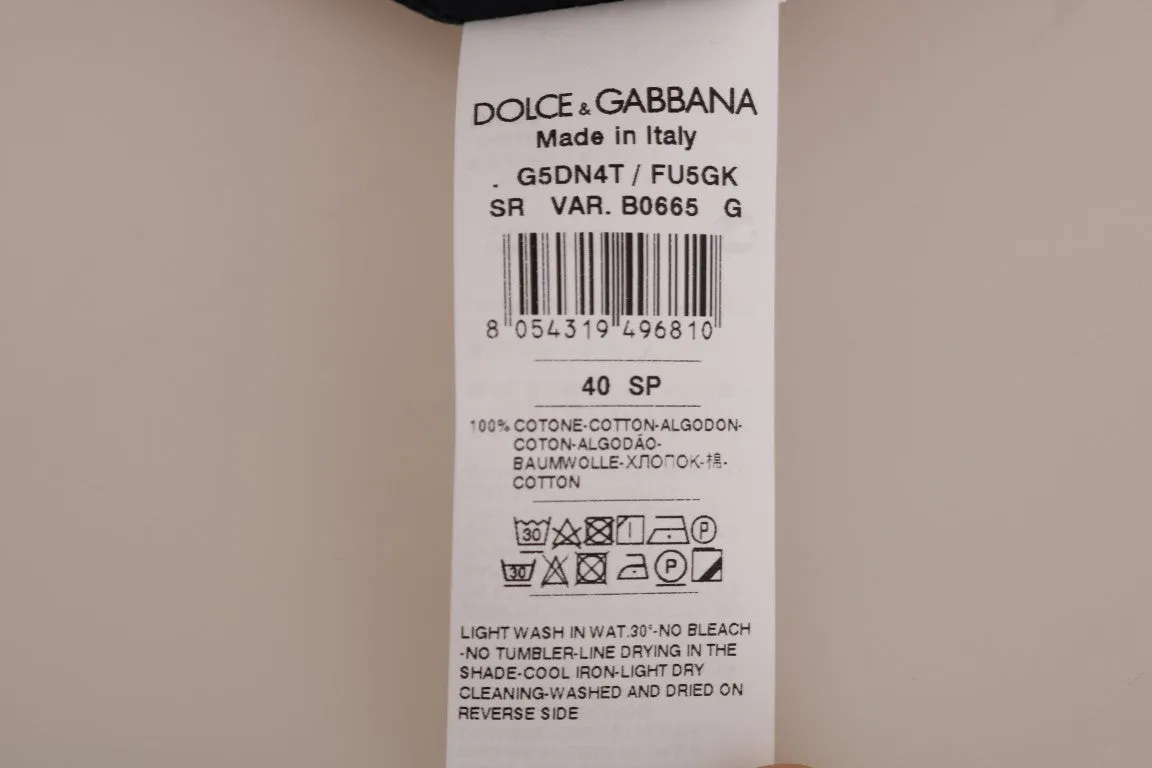 DOLCE & GABBANA
Made in Italy
. G5DN4T / FU5GK
SR VAR. B0665 G
8 054319 496810
40 SP
100% COTONE-COTTON-ALGODON-
COTON-ALGODÃO-
BAUMWOLLE-ХЛОПОК-棉-
COTTON
30 P
30 P
LIGHT WASH IN WAT.30°-NO BLEACH
-NO TUMBLER-LINE DRYING IN THE
SHADE-COOL IRON-LIGHT DRY
CLEANING-WASHED AND DRIED ON
REVERSE SIDE